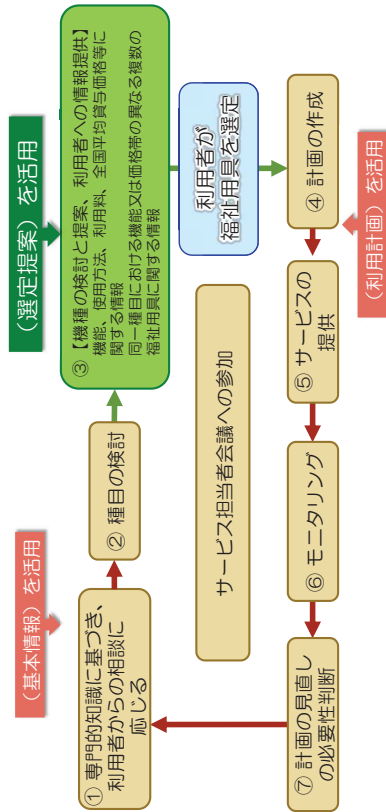 （基本情報）を活用
（選定提案）を活用
① 専門的知識に基づき、
利用者からの相談に
応じる
② 種目の検討
③【機種の検討と提案、利用者への情報提供】
機能、使用方法、利用料、全国平均貸与価格等に
関する情報
同一種目における機能又は価格帯の異なる複数の
福祉用具に関する情報
利用者が
福祉用具を選定
サービス担当者会議への参加
④ 計画の作成
（利用計画）を活用
⑤ サービスの
提供
⑥ モニタリング
⑦ 計画の見直し
の必要性判断